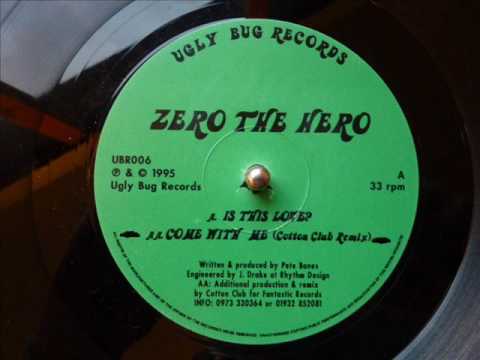 UGLY BUG RECORDS
ZERO THE HERO
UBR006
℗ & © 1995
Ugly Bug Records
A
33 rpm
A. IS THIS LOVE?
AA. COME WITH ME (Cotton Club Remix)
Written & produced by Pete Bones
Engineered by J. Drake at Rhythm Design
AA: Additional production & remix
by Cotton Club for Fantastic Records
INFO: 0973 330364 or 01932 852081